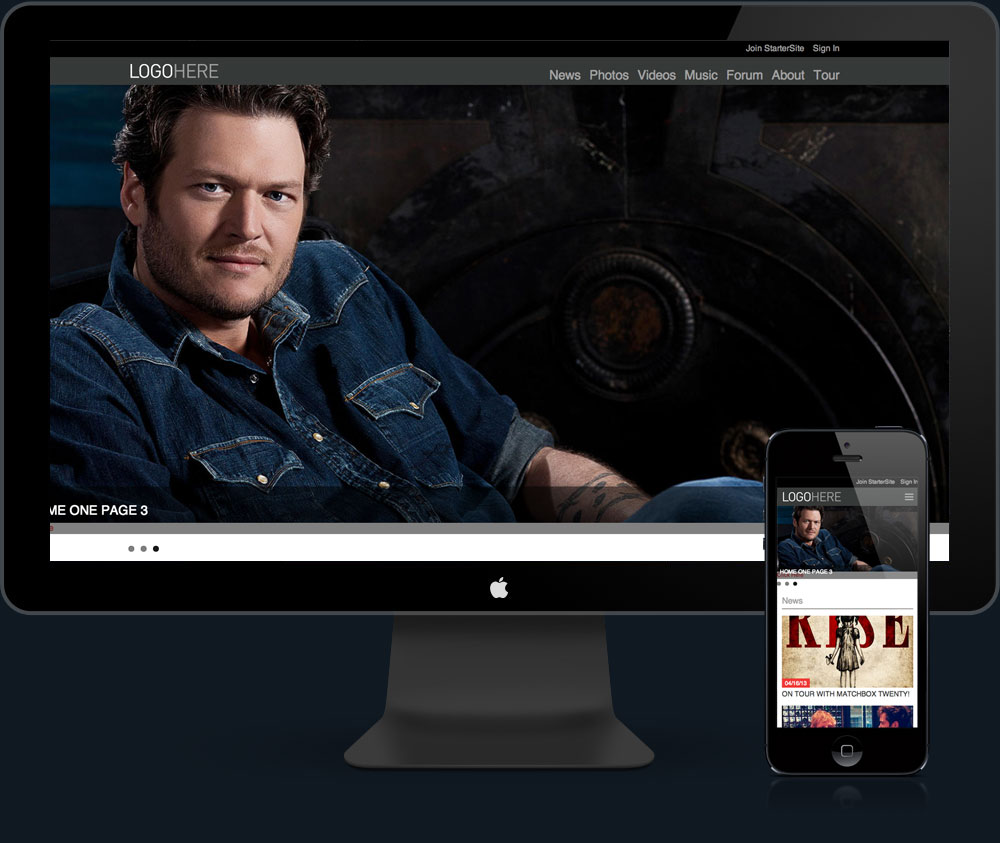 Join StarterSite Sign In
LOGOHERE
News Photos Videos Music Forum About Tour
ME ONE PAGE 3
Join StarterSite Sign In
LOGOHERE
HOME ONE PAGE 3
News
RISE
04/16/13
ON TOUR WITH MATCHBOX TWENTY!